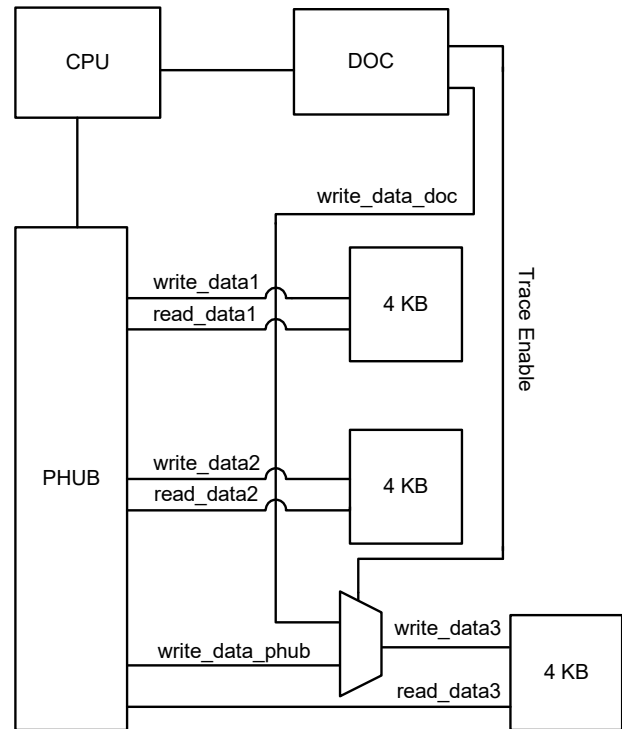 CPU
DOC
write_data_doc
write_data1
read_data1
4 KB
Trace Enable
write_data2
read_data2
4 KB
PHUB
write_data3
write_data_phub
read_data3
4 KB